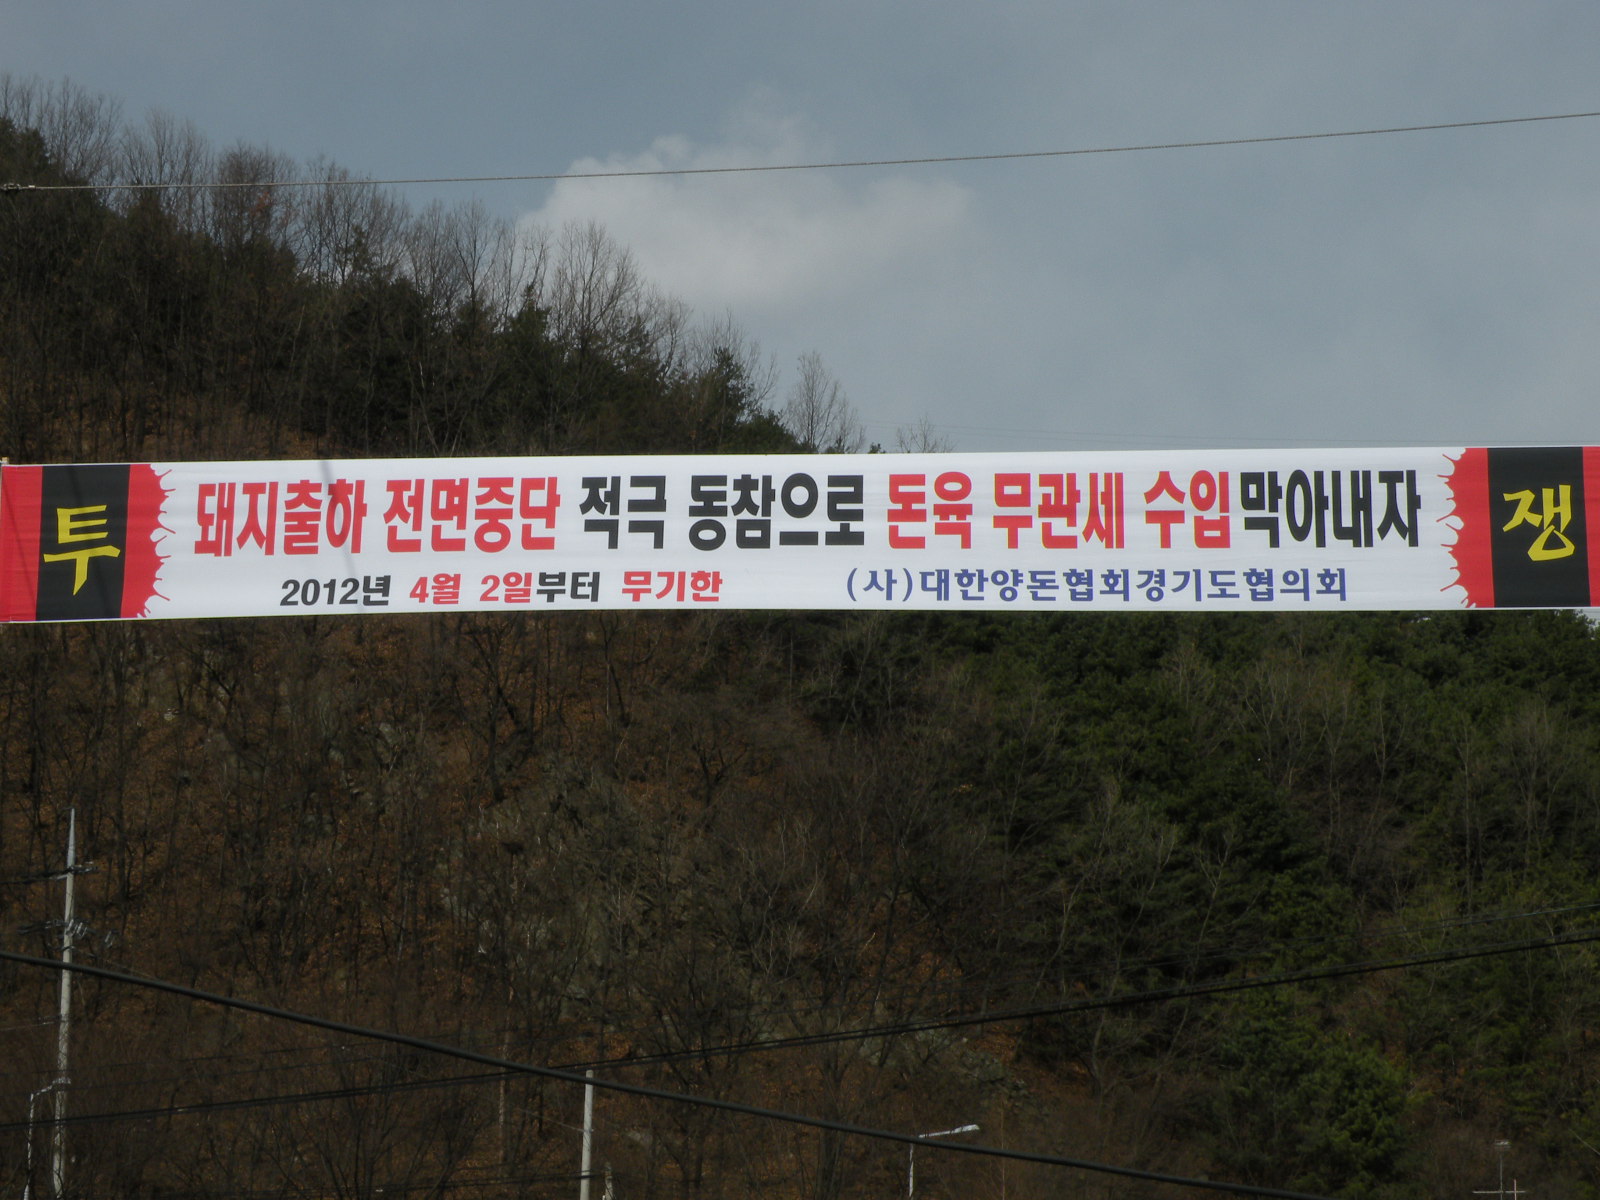 투 쟁
돼지출하 전면중단 적극 동참으로 돈육 무관세 수입막아내자
2012년 4월 2일부터 무기한 (사)대한양돈협회경기도협의회